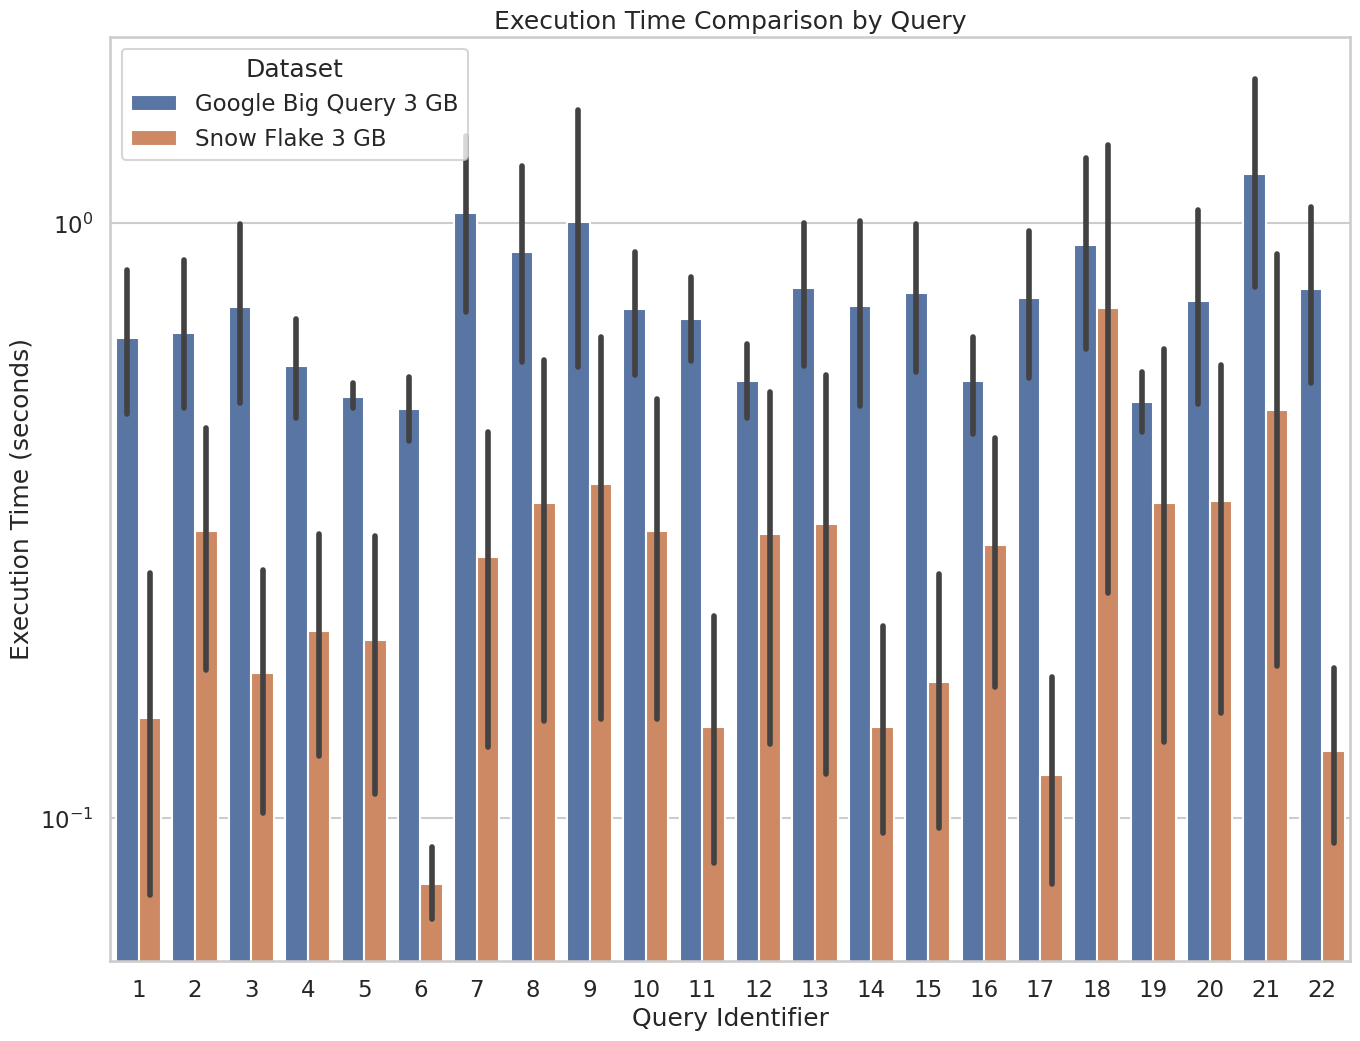 Execution Time Comparison by Query
Dataset
Google Big Query 3 GB
Snow Flake 3 GB
Execution Time (seconds)
10⁰
10⁻¹
1 2 3 4 5 6 7 8 9 10 11 12 13 14 15 16 17 18 19 20 21 22
Query Identifier